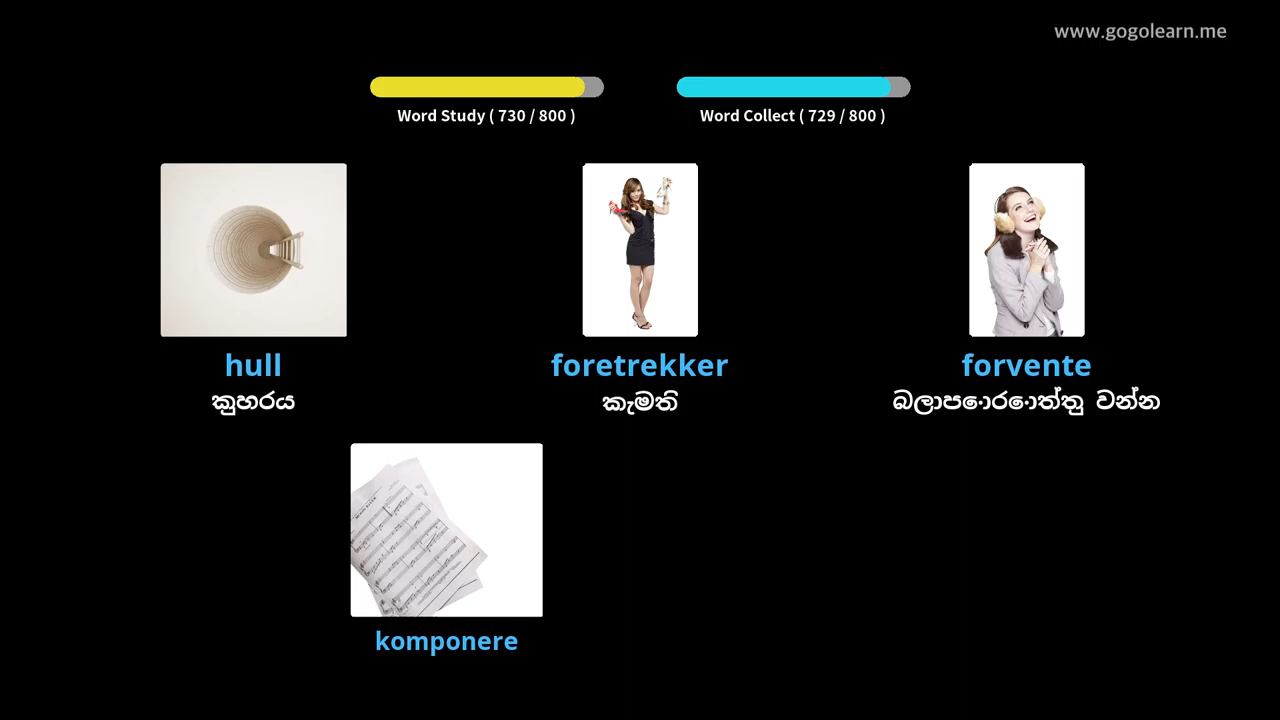 www.gogolearn.me
Word Study ( 730 / 800 )
Word Collect ( 729 / 800 )
hull
foretrekker
forvente
කුහරය
කැමති
බලාපොරොත්තු වන්න
komponere